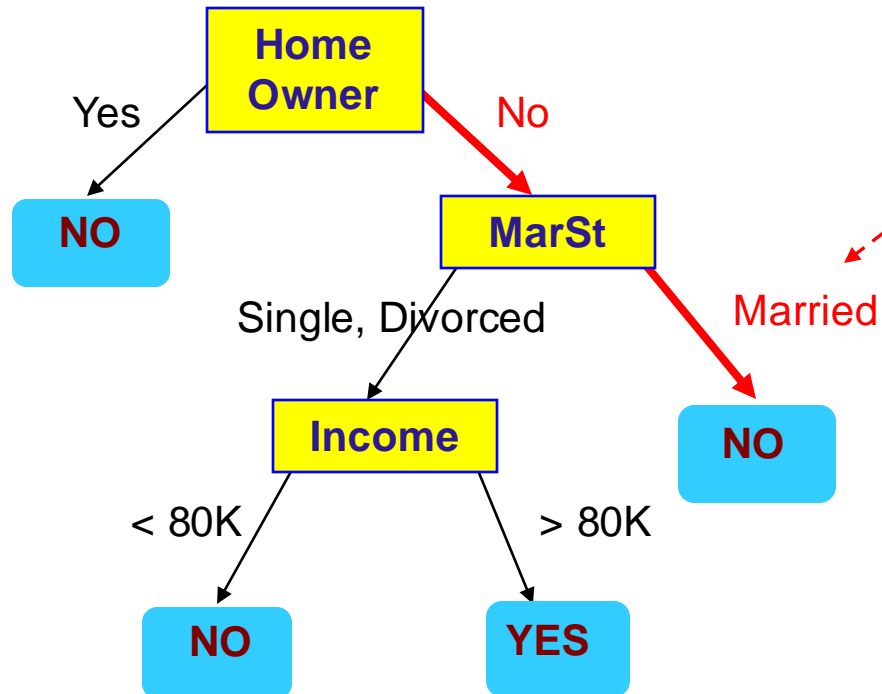 Home
Owner
Yes
No
NO
MarSt
Single, Divorced
Married
Income
NO
< 80K
> 80K
NO
YES